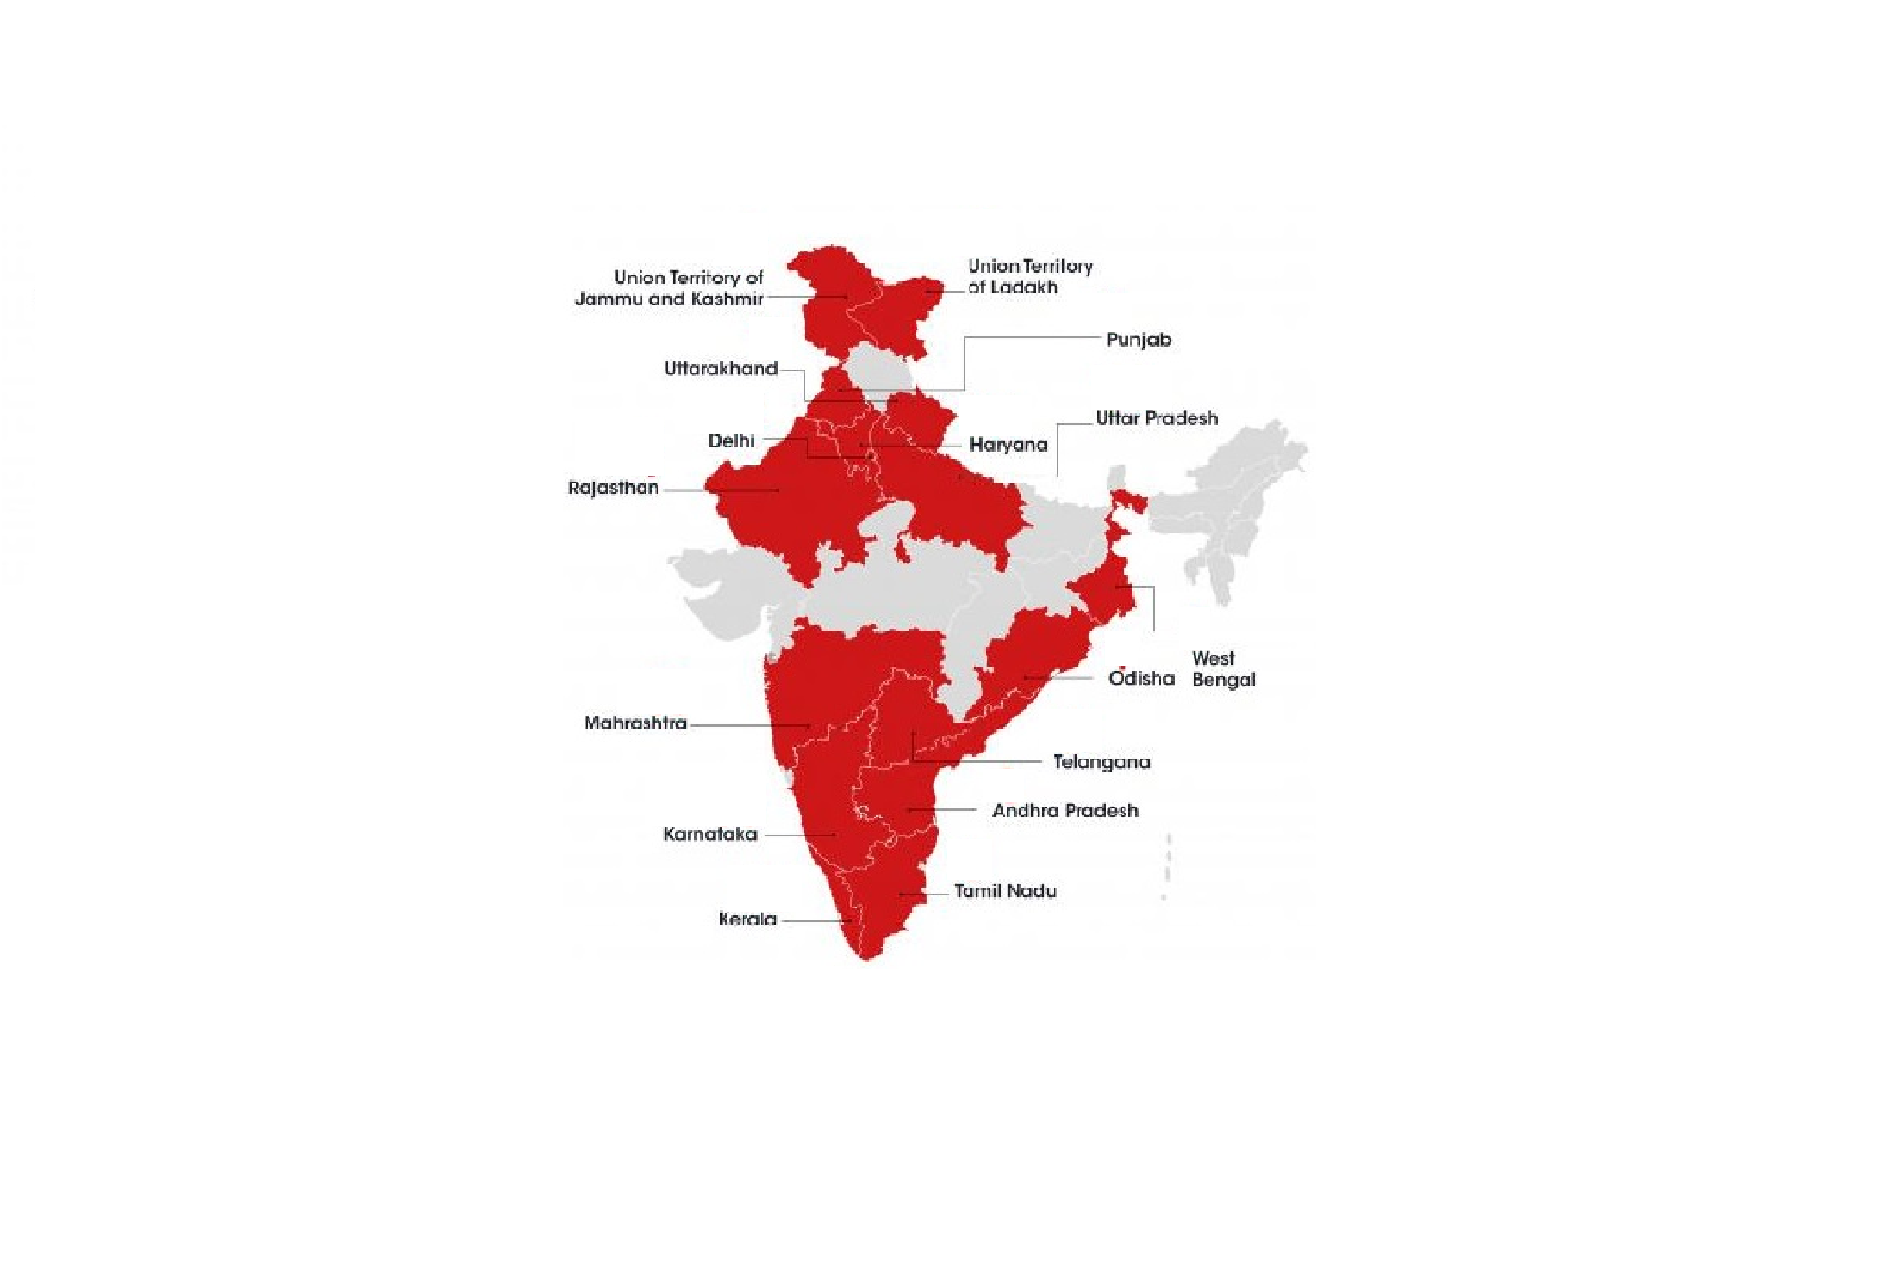 Union Territory of
Jammu and Kashmir
Union Terrilory
of Ladakh
Punjab
Uttarakhand
Uttar Pradesh
Delhi
Haryana
Rajasthan
West
Bengal
Odisha
Mahrashtra
Telangana
Andhra Pradesh
Karnataka
Tamil Nadu
Kerala